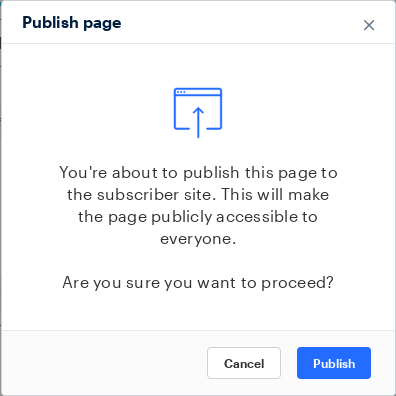 Publish page
You're about to publish this page to
the subscriber site. This will make
the page publicly accessible to
everyone.
Are you sure you want to proceed?
Cancel
Publish